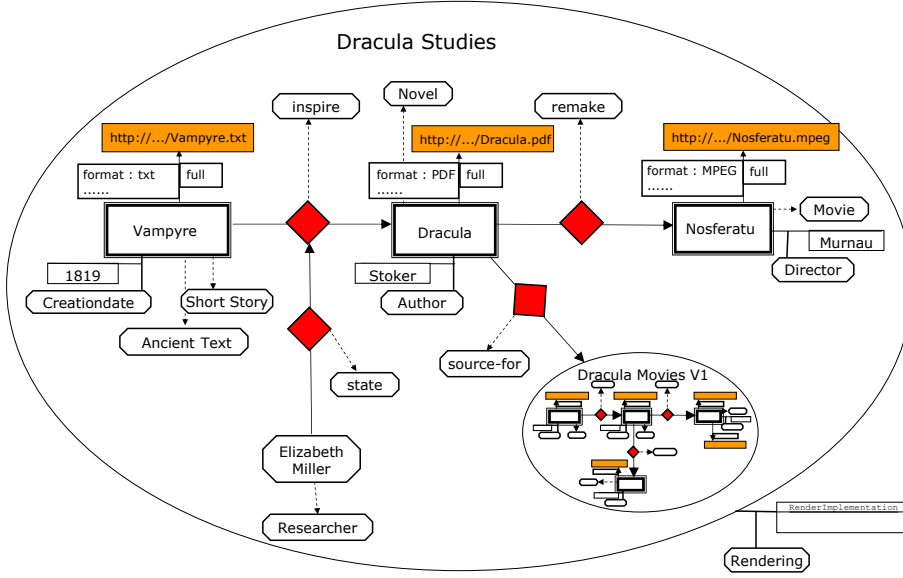 Dracula Studies
Novel
inspire
remake
http://.../Vampyre.txt
http://.../Dracula.pdf
http://.../Nosferatu.mpeg
format : txt
......
full
format : PDF
......
full
format : MPEG
......
full
Vampyre
Dracula
Nosferatu
Movie
Murnau
Director
1819
Creationdate
Short Story
Ancient Text
Stoker
Author
state
source-for
Dracula Movies V1
Elizabeth
Miller
Researcher
RenderImplementation
Rendering